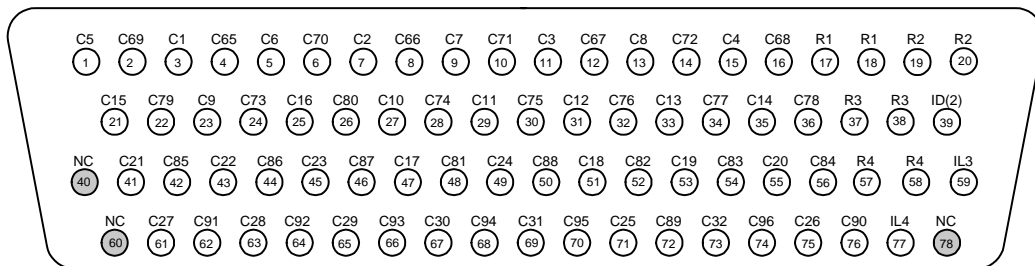 C5 C69 C1 C65 C6 C70 C2 C66 C7 C71 C3 C67 C8 C72 C4 C68 R1 R1 R2 R2
1 2 3 4 5 6 7 8 9 10 11 12 13 14 15 16 17 18 19 20
C15 C79 C9 C73 C16 C80 C10 C74 C11 C75 C12 C76 C13 C77 C14 C78 R3 R3 ID(2)
21 22 23 24 25 26 27 28 29 30 31 32 33 34 35 36 37 38 39
NC C21 C85 C22 C86 C23 C87 C17 C81 C24 C88 C18 C82 C19 C83 C20 C84 R4 R4 IL3
40 41 42 43 44 45 46 47 48 49 50 51 52 53 54 55 56 57 58 59
NC C27 C91 C28 C92 C29 C93 C30 C94 C31 C95 C25 C89 C32 C96 C26 C90 IL4 NC
60 61 62 63 64 65 66 67 68 69 70 71 72 73 74 75 76 77 78